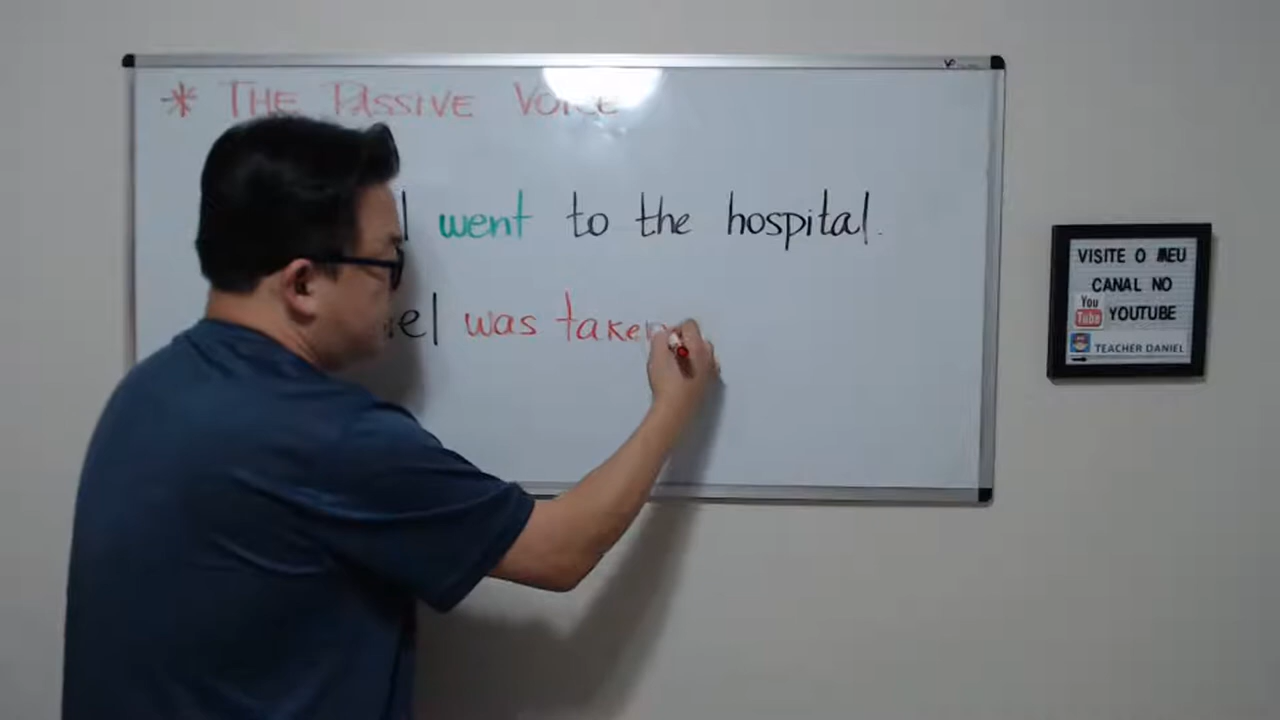 * THE PASSIVE VOICE
went to the hospital.
was taken
VISITE O MEU
CANAL NO
You
Tube YOUTUBE
TEACHER DANIEL